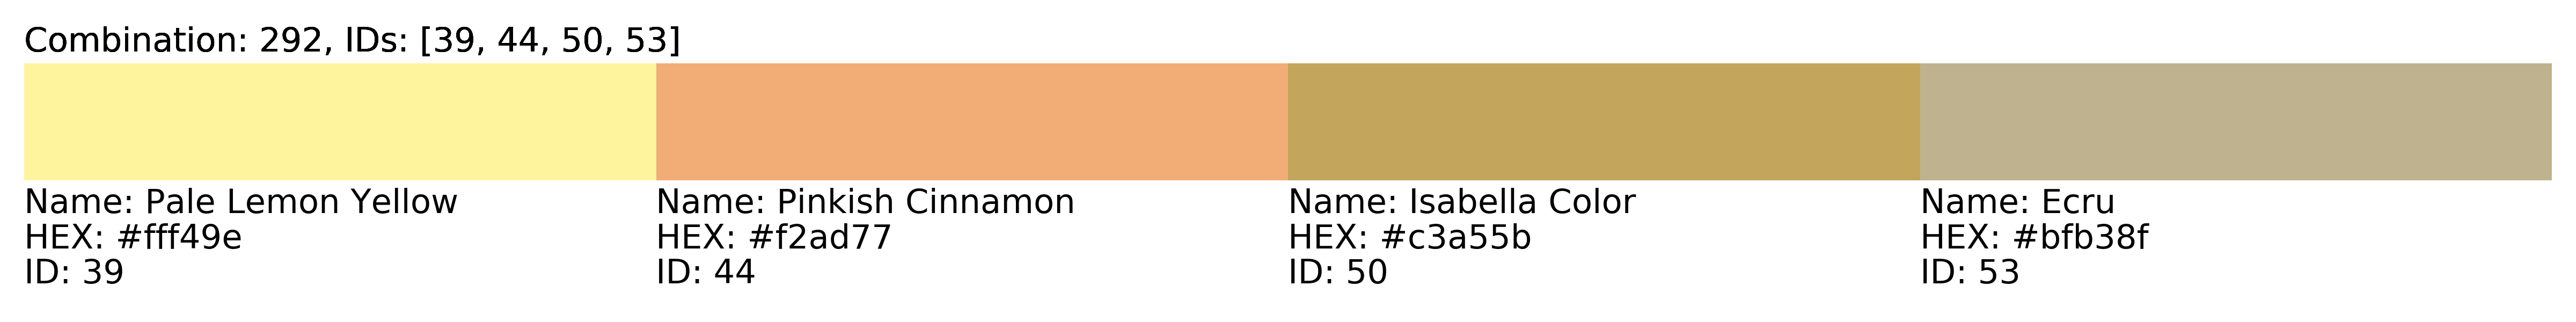 Combination: 292, IDs: [39, 44, 50, 53]
Name: Pale Lemon Yellow
HEX: #fff49e
ID: 39
Name: Pinkish Cinnamon
HEX: #f2ad77
ID: 44
Name: Isabella Color
HEX: #c3a55b
ID: 50
Name: Ecru
HEX: #bfb38f
ID: 53